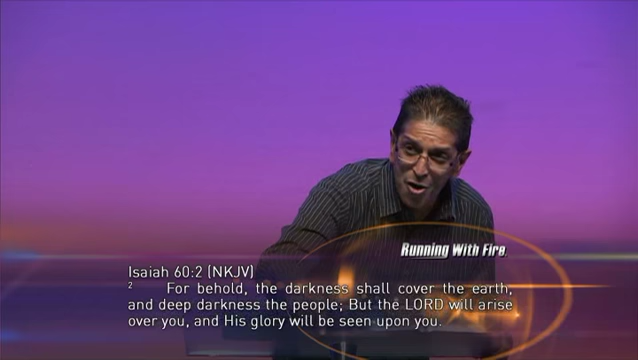 Running With Fire.
Isaiah 60:2 (NKJV)
2 For behold, the darkness shall cover the earth,
and deep darkness the people; But the LORD will arise
over you, and His glory will be seen upon you.